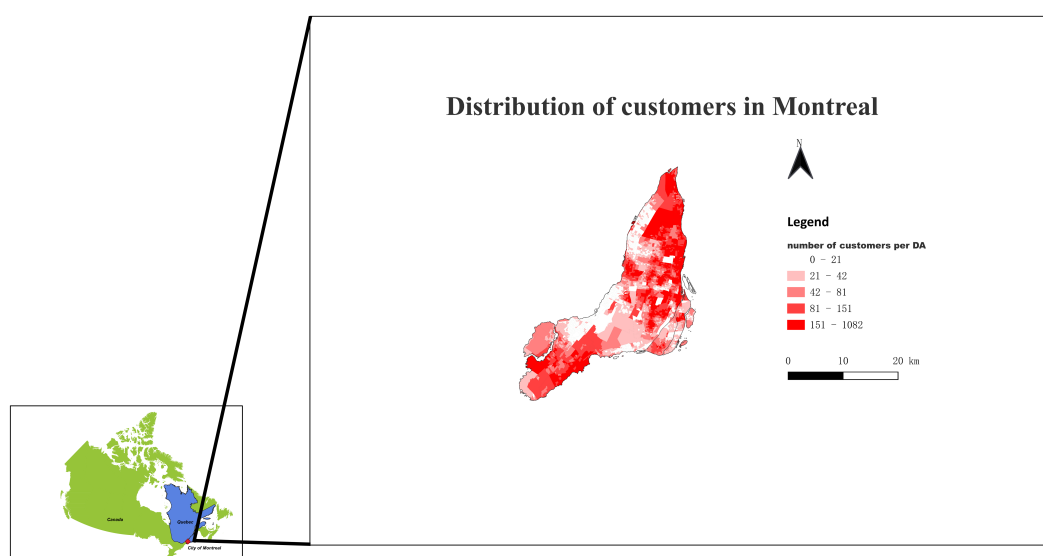 Distribution of customers in Montreal
N
Legend
number of customers per DA
0 - 21
21 - 42
42 - 81
81 - 151
151 - 1082
0 10 20 km
Canada
Quebec
City of Montreal